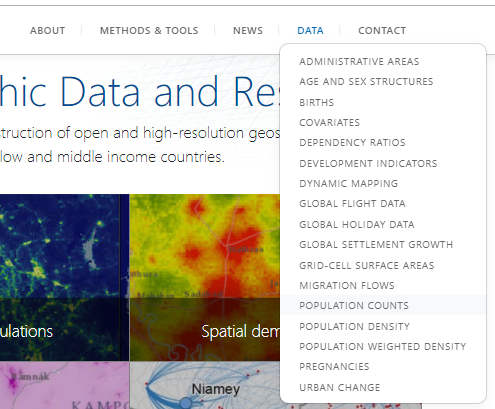 ABOUT
METHODS & TOOLS
NEWS
DATA
CONTACT
hic Data and Res
struction of open and high-resolution geos
low and middle income countries.
ADMINISTRATIVE AREAS
AGE AND SEX STRUCTURES
BIRTHS
COVARIATES
DEPENDENCY RATIOS
DEVELOPMENT INDICATORS
DYNAMIC MAPPING
GLOBAL FLIGHT DATA
GLOBAL HOLIDAY DATA
GLOBAL SETTLEMENT GROWTH
GRID-CELL SURFACE AREAS
MIGRATION FLOWS
POPULATION COUNTS
POPULATION DENSITY
POPULATION WEIGHTED DENSITY
PREGNANCIES
URBAN CHANGE
ulations
Spatial dem
KAMP
Niamey